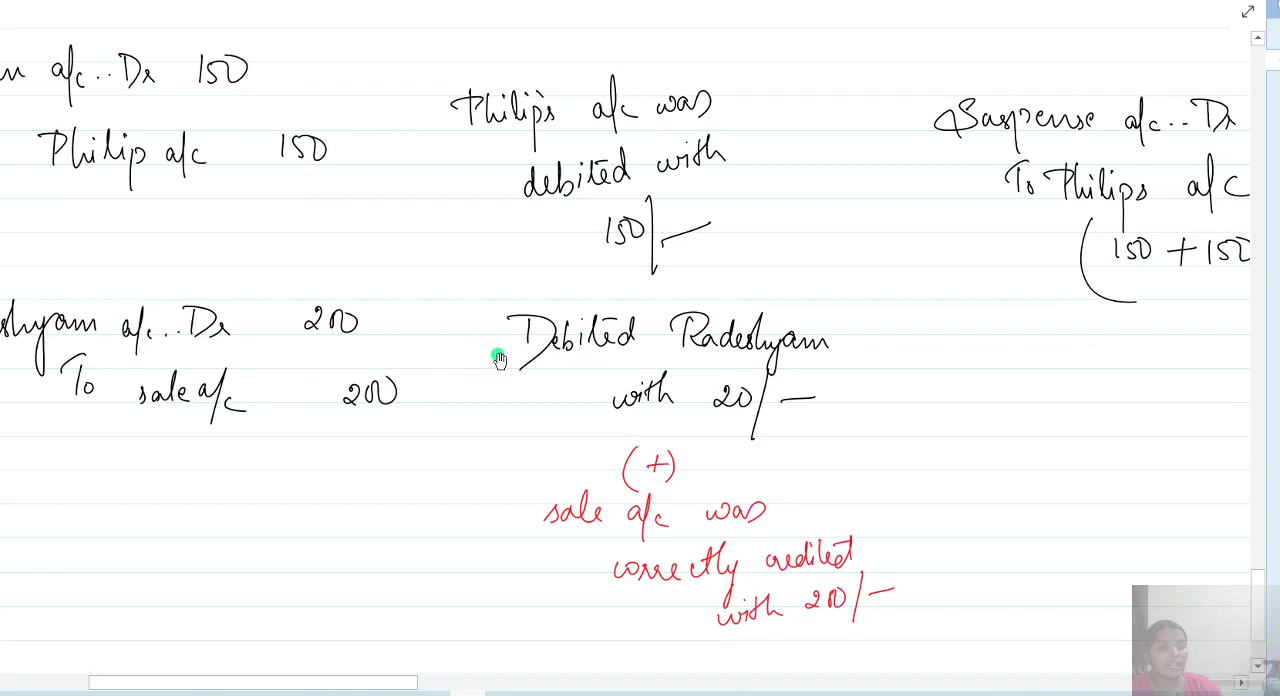 a/c.. Dr 150
Philip a/c 150
Philip's a/c was
debited with
150/-
Suspense a/c.. Dr
To Philips a/c
(150 + 150
shyam a/c... Dr 200
To sale a/c 200
Debited Radeshyam
with 20/-
(+)
sale a/c was
correctly credited
with 200/-